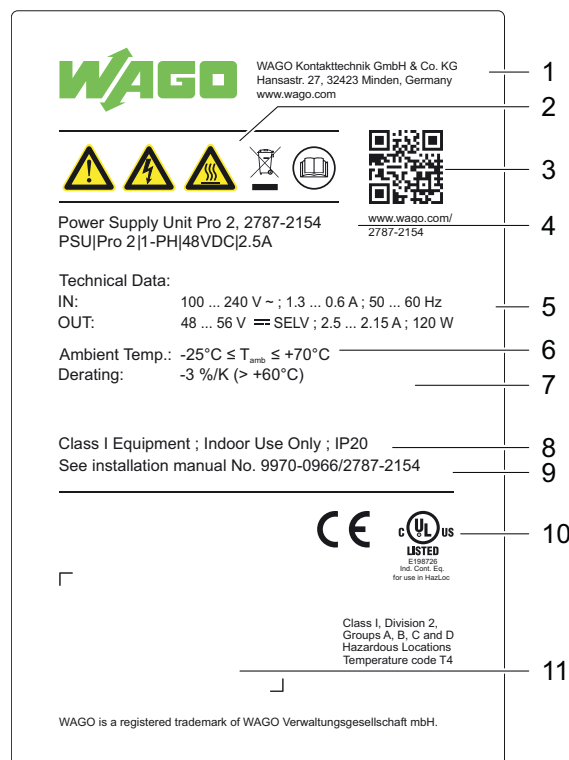 WAGO
WAGO Kontakttechnik GmbH & Co. KG
Hansastr. 27, 32423 Minden, Germany
www.wago.com
1
2
3
www.wago.com/
2787-2154
Power Supply Unit Pro 2, 2787-2154
PSU|Pro 2|1-PH|48VDC|2.5A
4
Technical Data:
IN: 100 ... 240 V ~ ; 1.3 ... 0.6 A ; 50 ... 60 Hz
OUT: 48 ... 56 V ⎓ SELV ; 2.5 ... 2.15 A ; 120 W
5
Ambient Temp.: -25°C ≤ Tamb ≤ +70°C
6
Derating: -3 %/K (> +60°C)
7
Class I Equipment ; Indoor Use Only ; IP20
8
See installation manual No. 9970-0966/2787-2154
9
CE
C UL US
LISTED
E198726
Ind. Cont. Eq.
for use in HazLoc
10
Class I, Division 2,
Groups A, B, C and D
Hazardous Locations
Temperature code T4
11
WAGO is a registered trademark of WAGO Verwaltungsgesellschaft mbH.